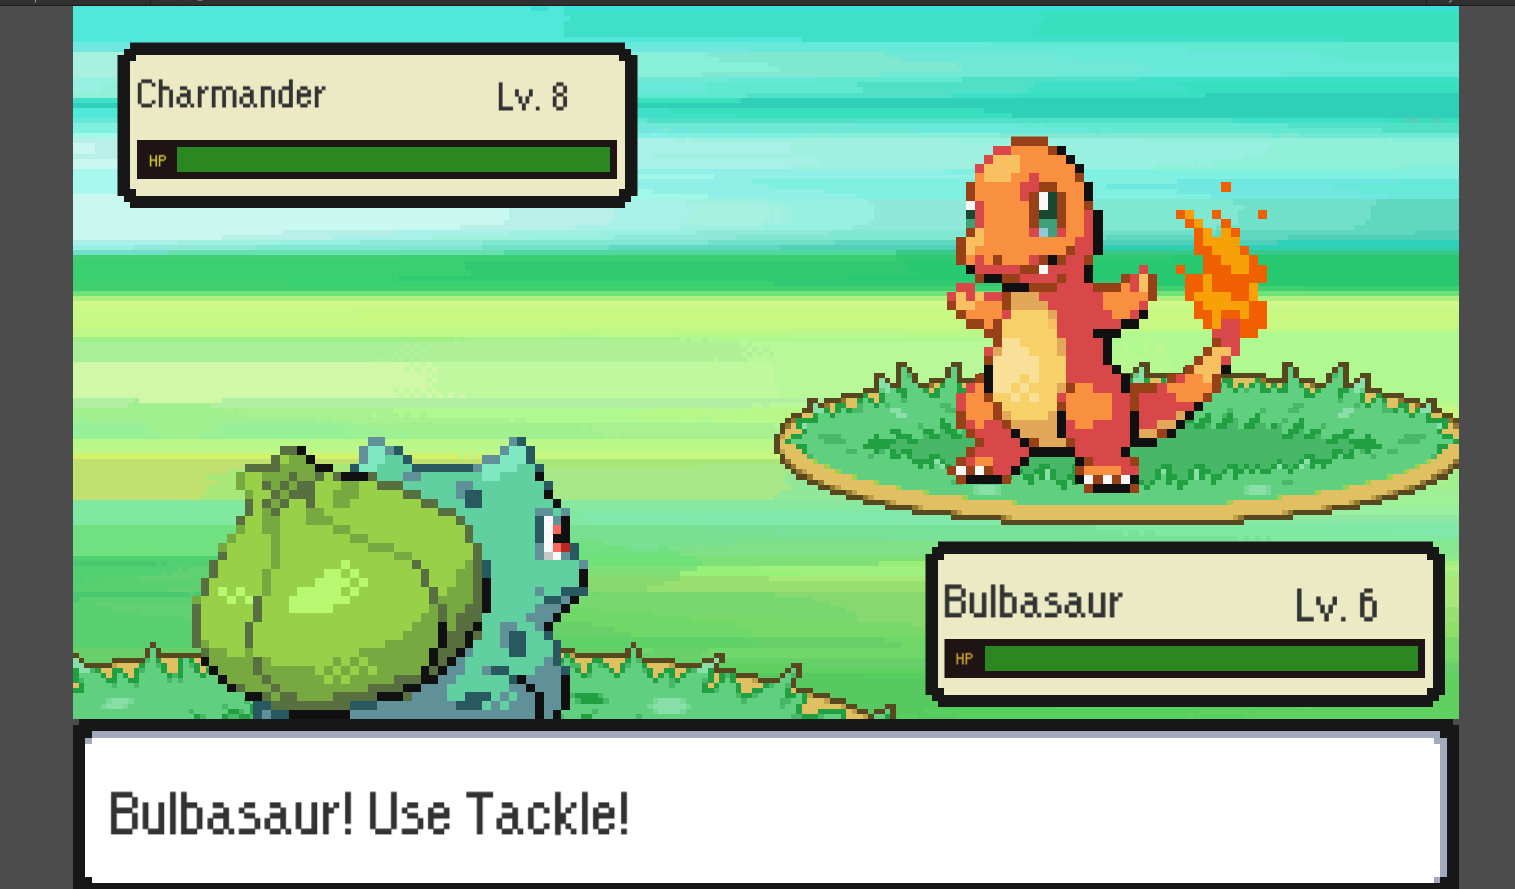 Charmander Lv. 8
HP
Bulbasaur Lv. 6
HP
Bulbasaur! Use Tackle!